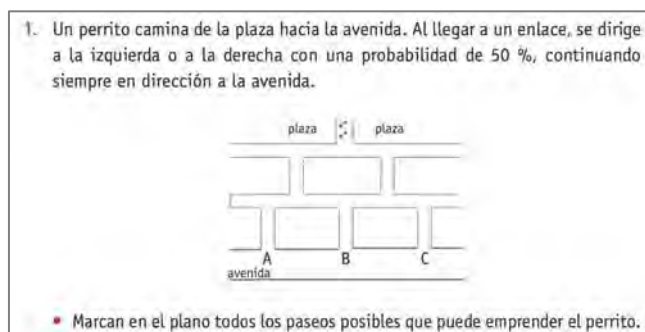 1. Un perrito camina de la plaza hacia la avenida. Al llegar a un enlace, se dirige
a la izquierda o a la derecha con una probabilidad de 50 %, continuando
siempre en dirección a la avenida.
plaza plaza
A B C
avenida
• Marcan en el plano todos los paseos posibles que puede emprender el perrito.